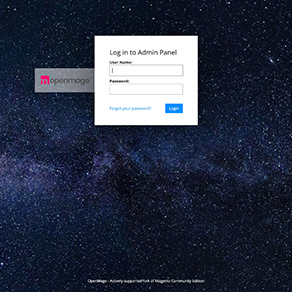 Log in to Admin Panel
User Name:
openmage
Password:
Forgot your password?
Login
OpenMage - Actively supported fork of Magento Community Edition